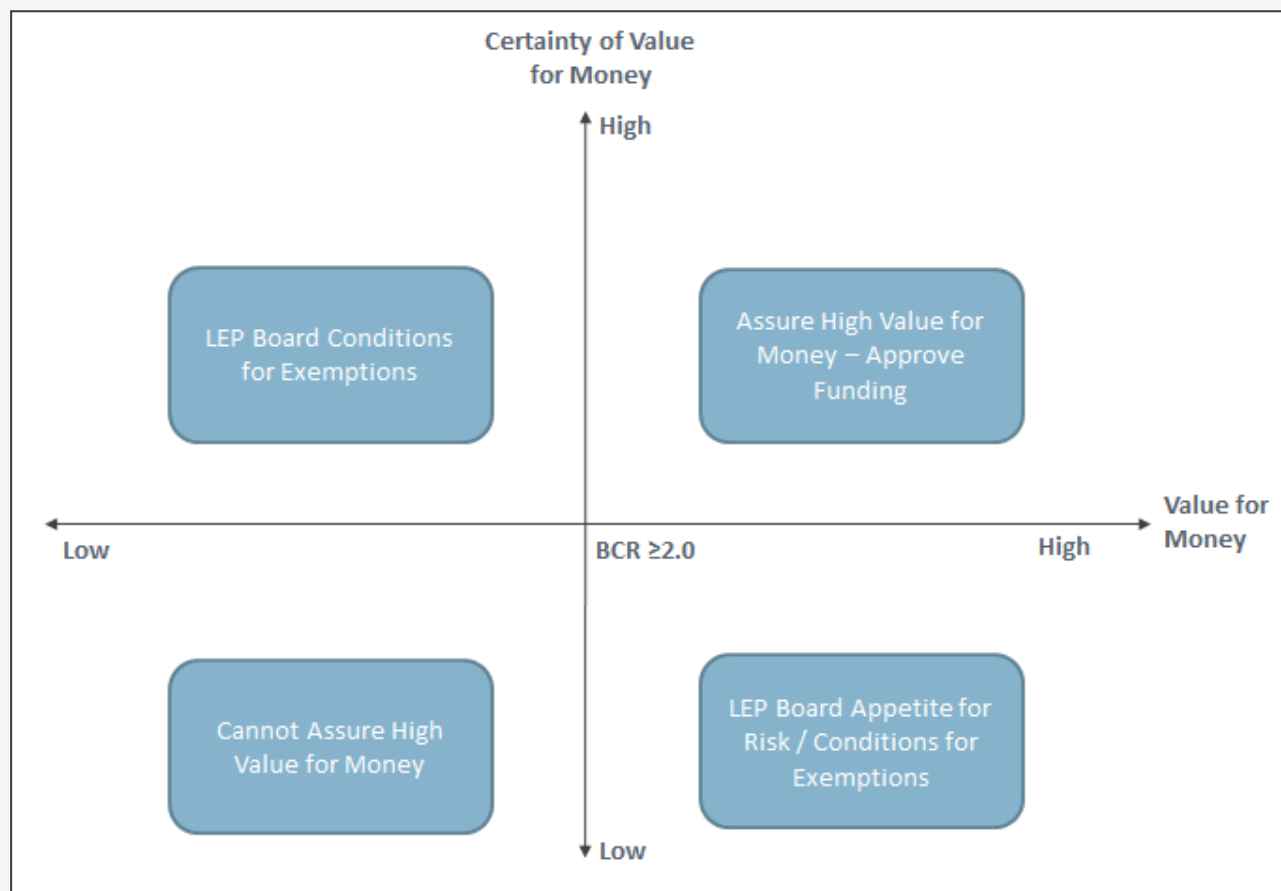 Certainty of Value
for Money
High
LEP Board Conditions
for Exemptions
Assure High Value for
Money – Approve
Funding
Value for
Money
Low
BCR ≥2.0
High
Cannot Assure High
Value for Money
LEP Board Appetite for
Risk / Conditions for
Exemptions
Low